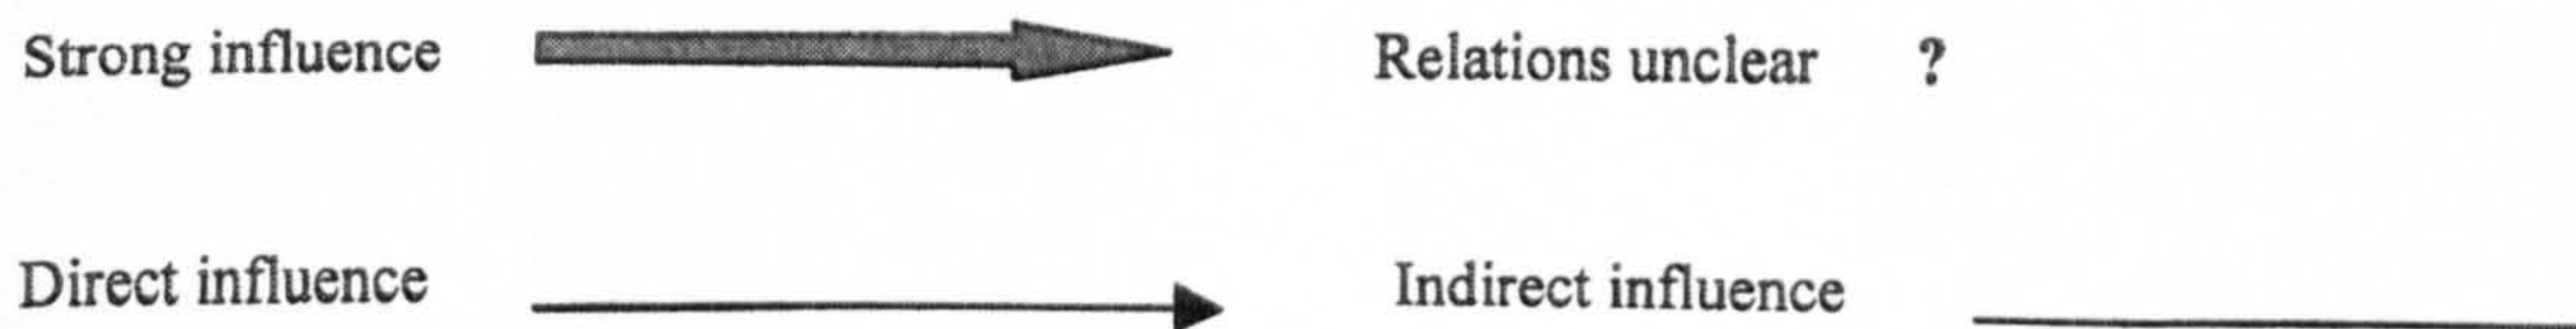 Strong influence Relations unclear ?
Direct influence Indirect influence